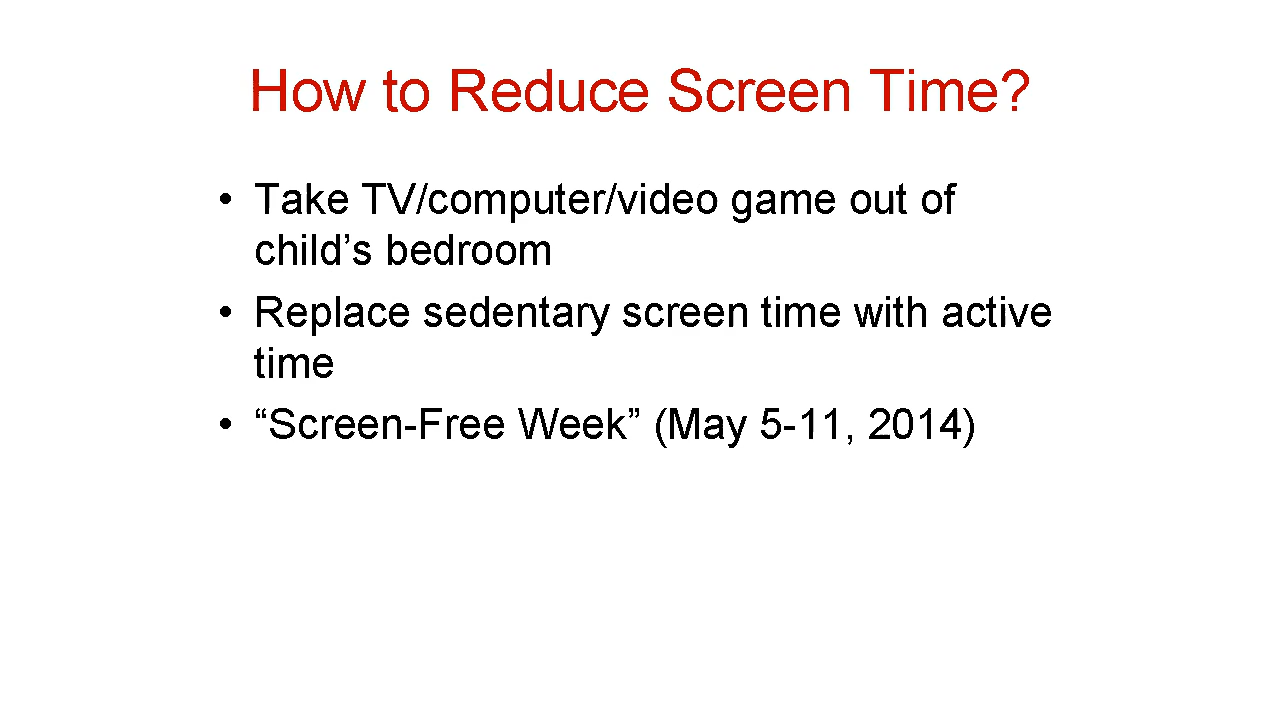 How to Reduce Screen Time?
• Take TV/computer/video game out of
child’s bedroom
• Replace sedentary screen time with active
time
• “Screen-Free Week” (May 5-11, 2014)